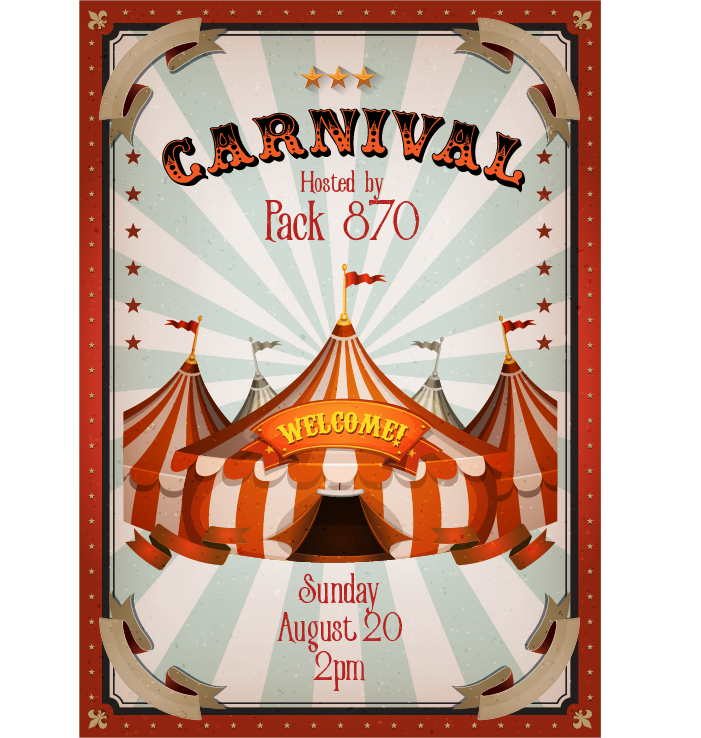 CARNIVAL
Hosted by
Pack 870
WELCOME!
Sunday
August 20
2pm